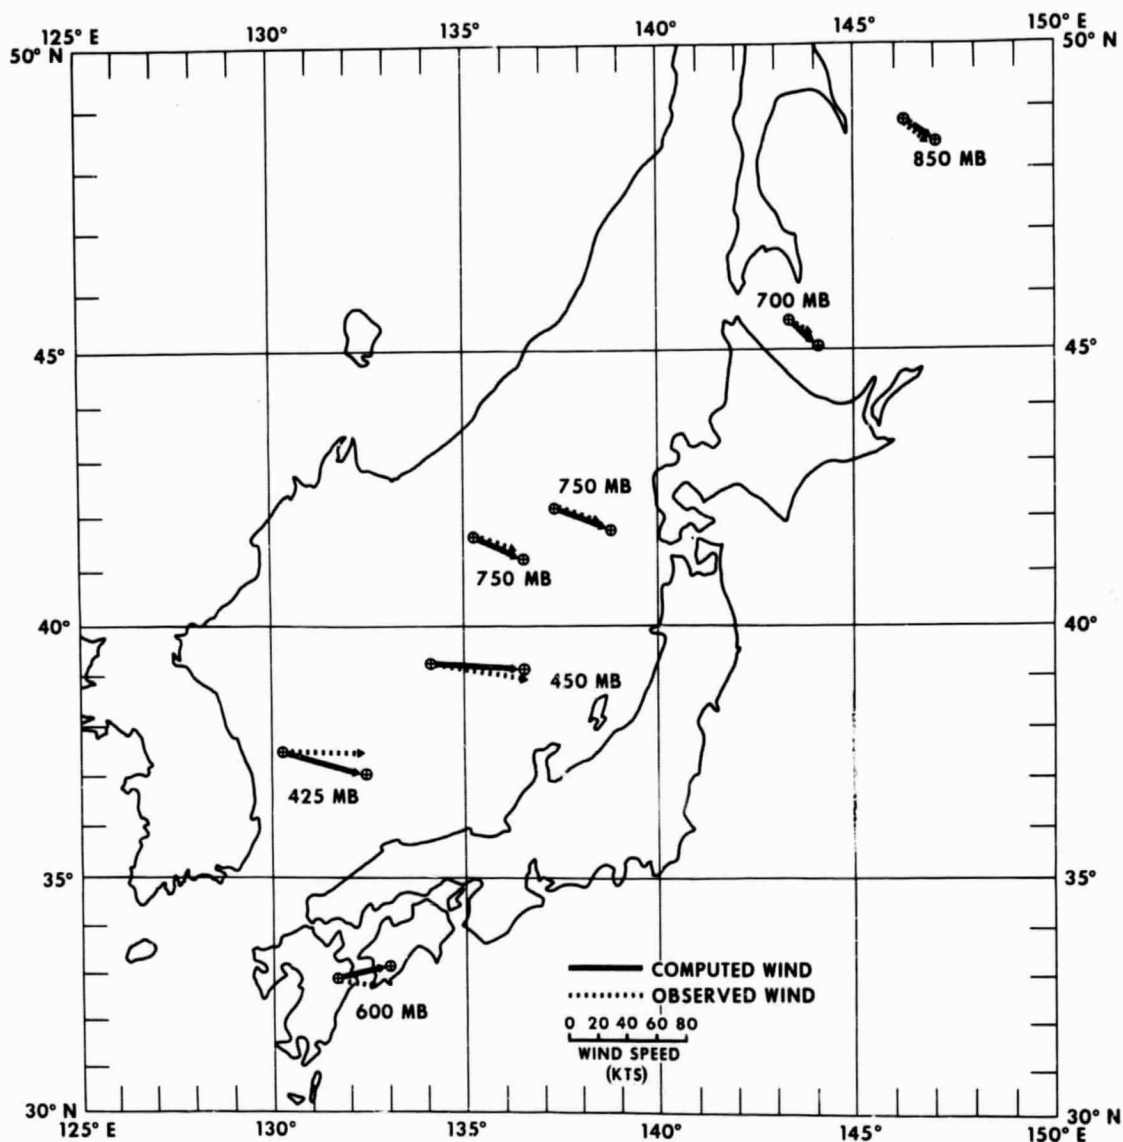 125° E 130° 135° 140° 145° 150° E
50° N 50° N
850 MB
700 MB
45° 45°
750 MB
750 MB
40° 40°
450 MB
425 MB
35° 35°
COMPUTED WIND
OBSERVED WIND
600 MB
0 20 40 60 80
WIND SPEED
(KTS)
30° N 30° N
125° E 130° 135° 140° 145° 150° E